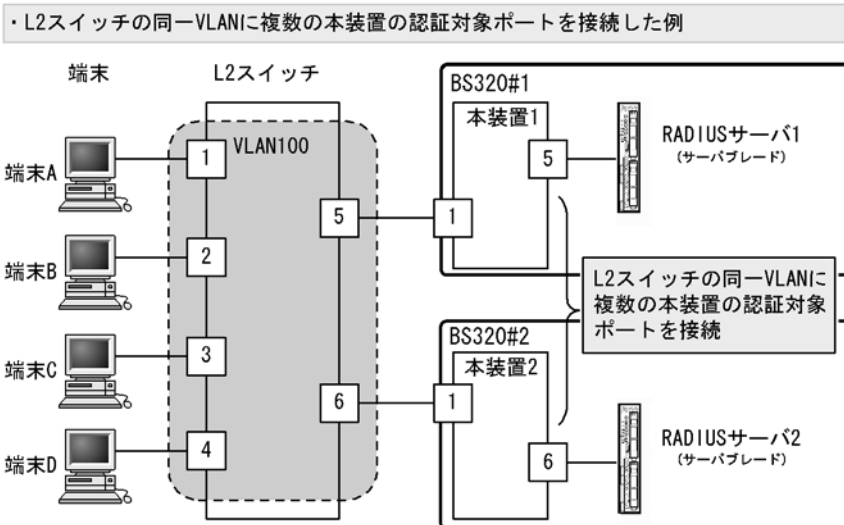 ・L2スイッチの同一VLANに複数の本装置の認証対象ポートを接続した例
端末
L2スイッチ
BS320#1
本装置1
VLAN100
RADIUSサーバ1
(サーバブレード)
端末A
1
5
5
1
端末B
2
L2スイッチの同一VLANに
複数の本装置の認証対象
ポートを接続
BS320#2
本装置2
端末C
3
6
1
RADIUSサーバ2
(サーバブレード)
端末D
4
6